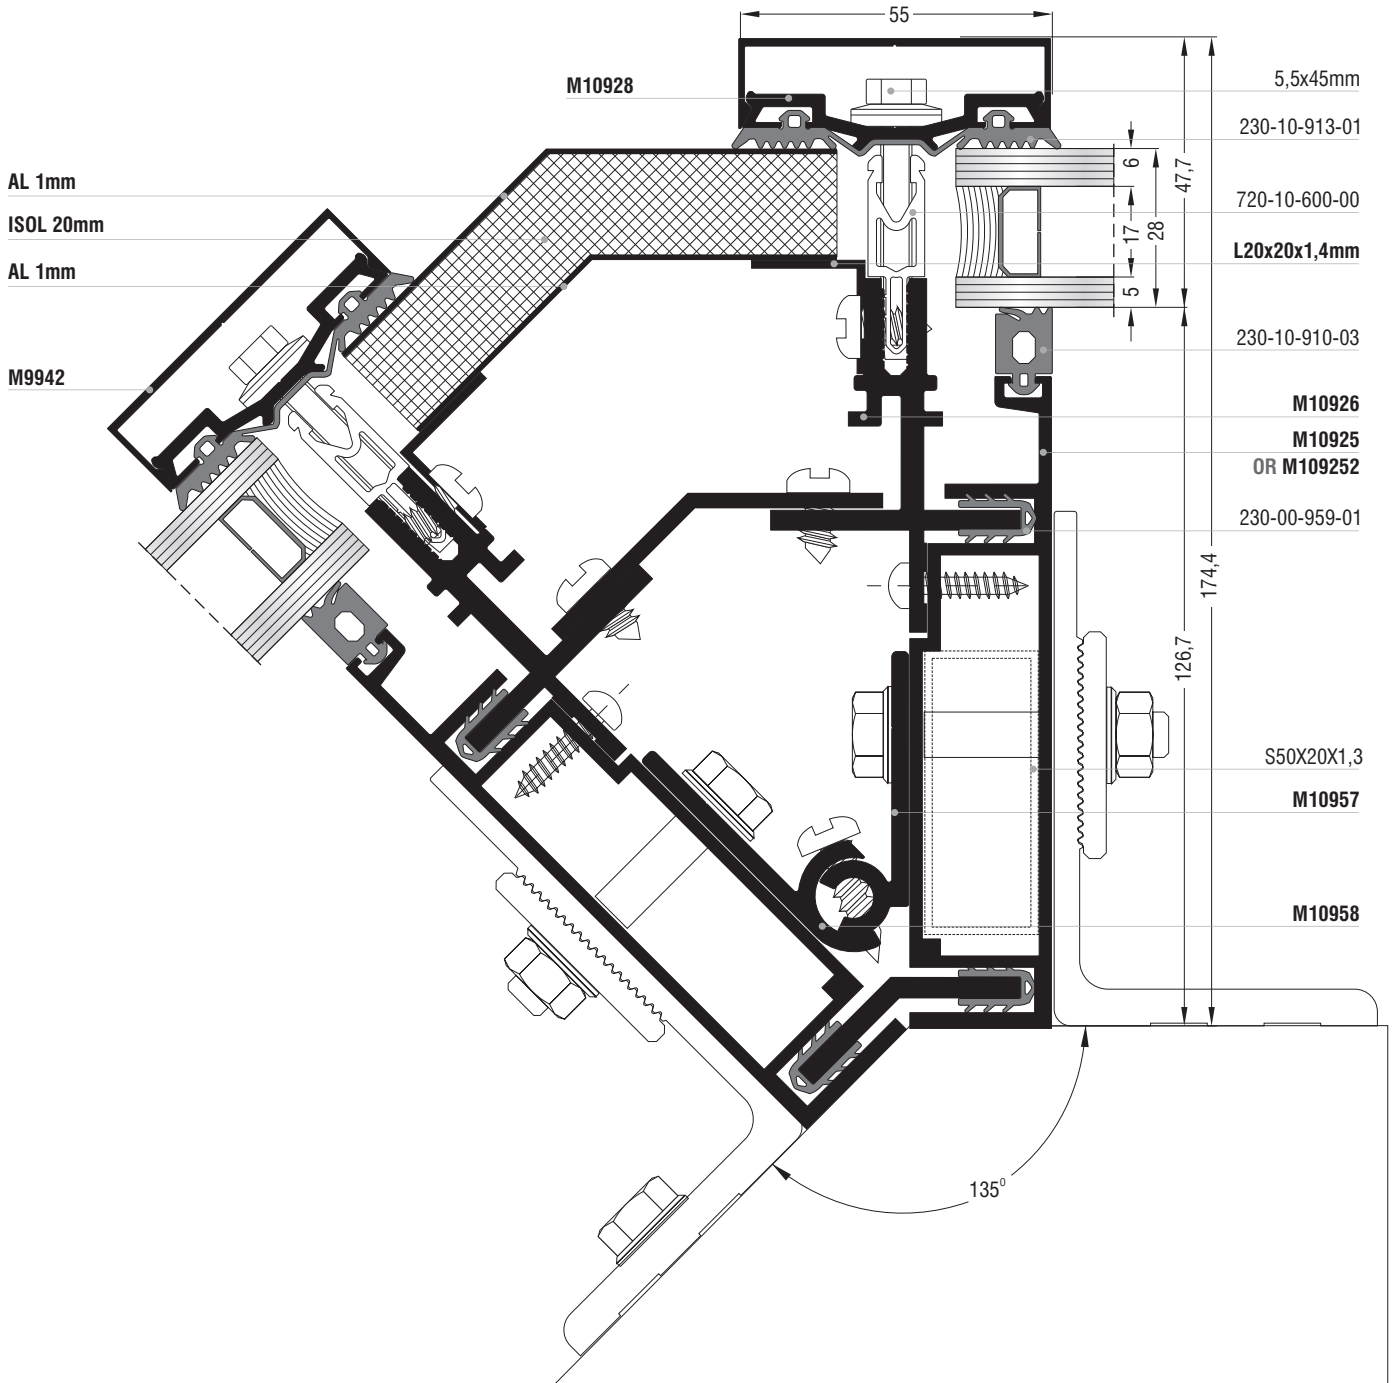 55
M10928
5,5x45mm
230-10-913-01
6
47,7
AL 1mm
720-10-600-00
ISOL 20mm
17
28
L20x20x1,4mm
AL 1mm
5
230-10-910-03
M9942
M10926
M10925
OR M109252
230-00-959-01
174,4
126,7
S50X20X1,3
M10957
M10958
135⁰